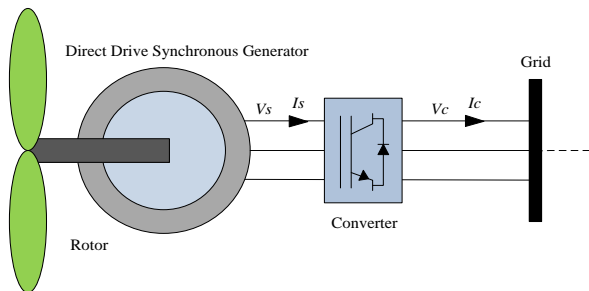 Direct Drive Synchronous Generator
Grid
Vs
Is
Vc
Ic
Converter
Rotor